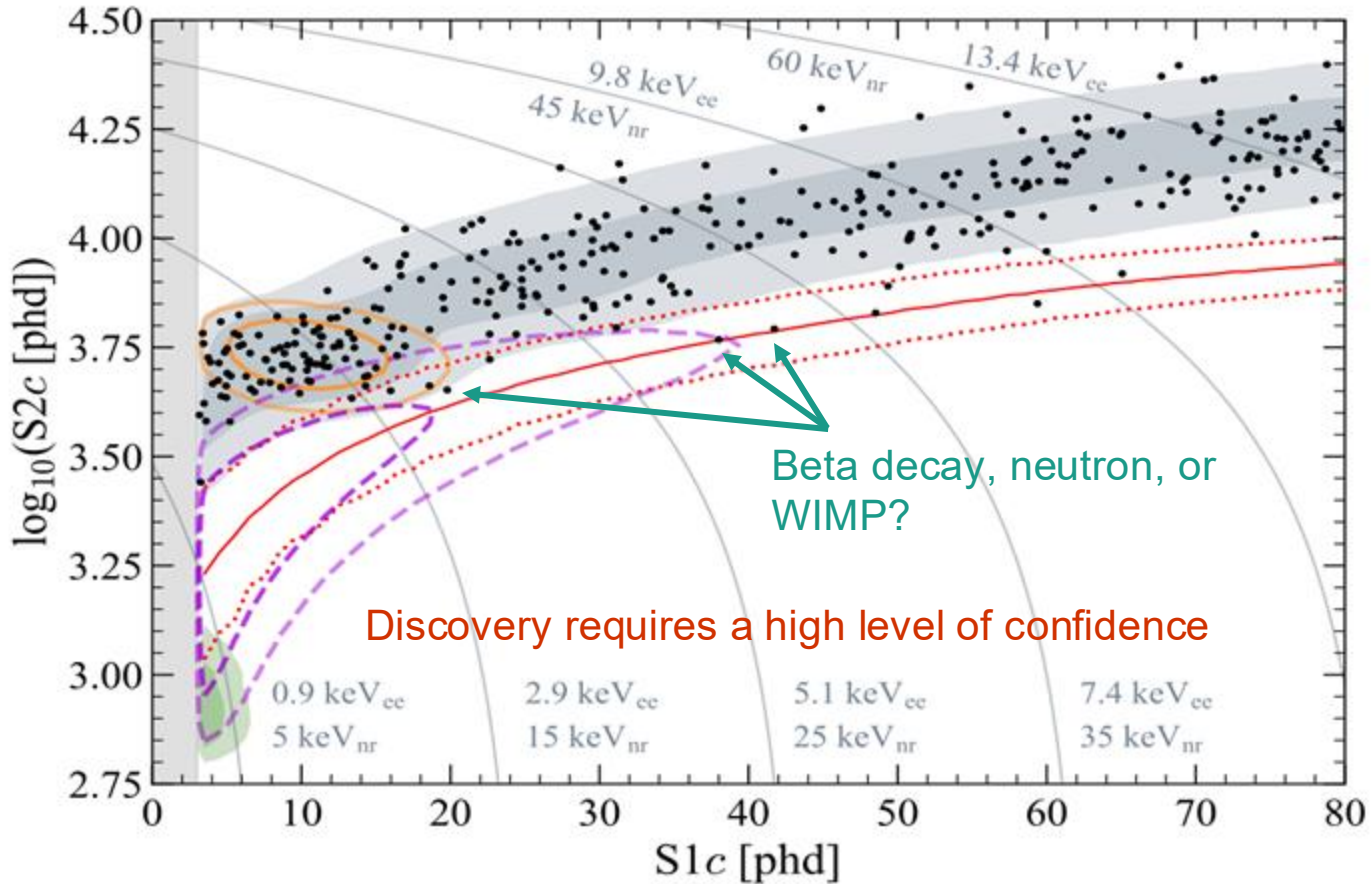 4.50
4.25
4.00
3.75
3.50
3.25
3.00
2.75
log₁₀(S2c [phd])
9.8 keVₑₑ
45 keVₙᵣ
60 keVₙᵣ
13.4 keVₑₑ
Beta decay, neutron, or
WIMP?
Discovery requires a high level of confidence
0.9 keVₑₑ
5 keVₙᵣ
2.9 keVₑₑ
15 keVₙᵣ
5.1 keVₑₑ
25 keVₙᵣ
7.4 keVₑₑ
35 keVₙᵣ
0 10 20 30 40 50 60 70 80
S1c [phd]